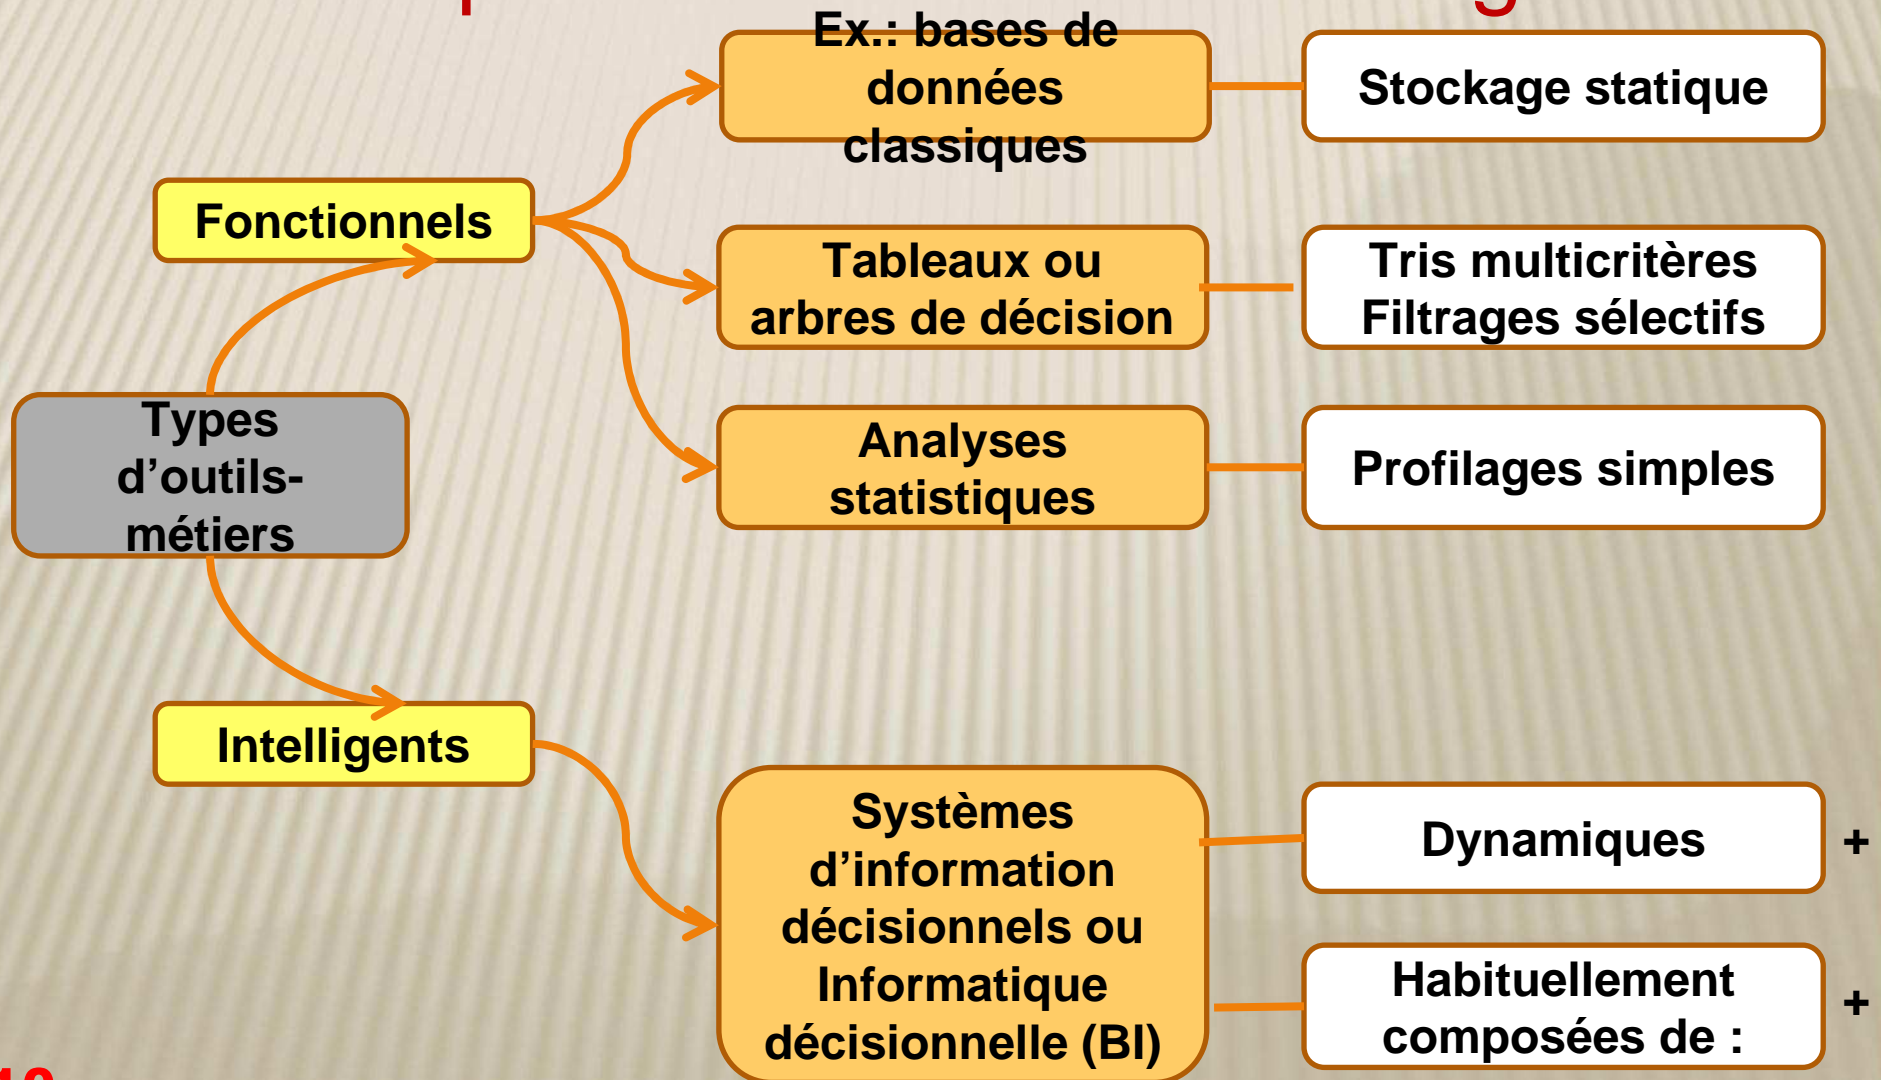 Ex.: bases de
données
classiques
Stockage statique
Fonctionnels
Tableaux ou
arbres de décision
Tris multicritères
Filtrages sélectifs
Types
d’outils-
métiers
Analyses
statistiques
Profilages simples
Intelligents
Systèmes
d’information
décisionnels ou
Informatique
décisionnelle (BI)
Dynamiques
+
Habituellement
composées de :
+